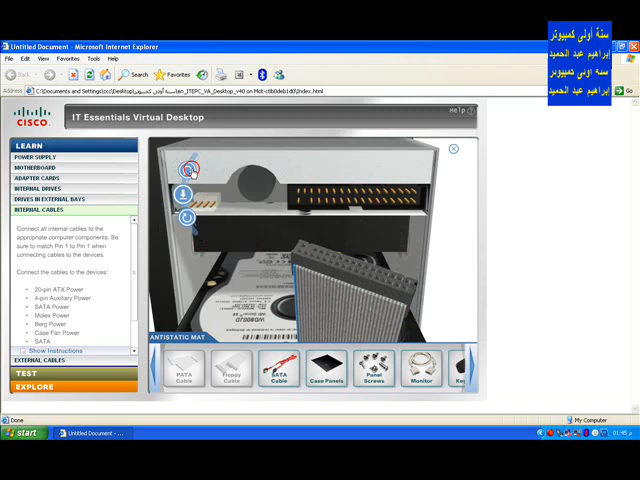 سنة أولى كمبيوتر
إبراهيم عبد الحميد
سنة أولى كمبيوتر
إبراهيم عبد الحميد
Untitled Document - Microsoft Internet Explorer
File Edit View Favorites Tools Help
Back Search Favorites
Address Go
CISCO
IT Essentials Virtual Desktop
Help ?
LEARN
POWER SUPPLY
MOTHERBOARD
ADAPTER CARDS
INTERNAL DRIVES
DRIVES IN EXTERNAL BAYS
INTERNAL CABLES
Connect all internal cables to the
appropriate computer components. Be
sure to match Pin 1 to Pin 1 when
connecting cables to the devices.
Connect the cables to the devices:
• 20-pin ATX Power
• 4-pin Auxiliary Power
• SATA Power
• Molex Power
• Berg Power
• Case Fan Power
• SATA
Show Instructions
EXTERNAL CABLES
TEST
EXPLORE
ANTISTATIC MAT
PATA Cable
Floppy Cable
SATA Cable
Case Panels
Panel Screws
Monitor
Done
My Computer
start
Untitled Document - ...
01:45 م